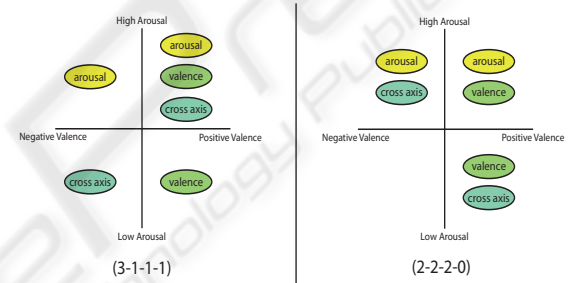 High Arousal
arousal
arousal
valence
cross axis
Negative Valence
Positive Valence
cross axis
valence
Low Arousal
(3-1-1-1)
High Arousal
arousal
arousal
cross axis
valence
Negative Valence
Positive Valence
valence
cross axis
Low Arousal
(2-2-2-0)